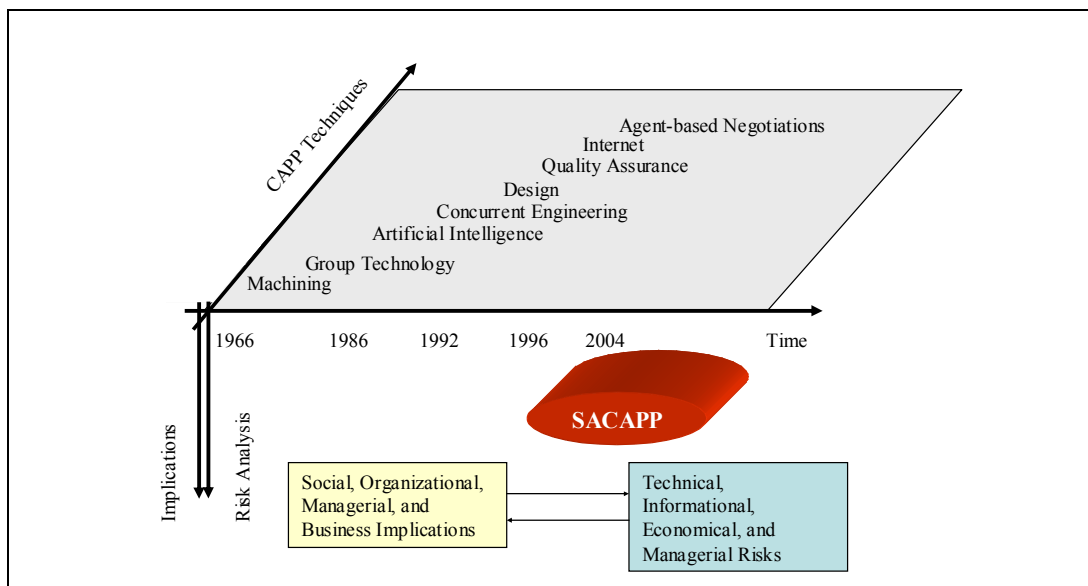 CAPP Techniques
Agent-based Negotiations
Internet
Quality Assurance
Design
Concurrent Engineering
Artificial Intelligence
Group Technology
Machining
1966 1986 1992 1996 2004 Time
SACAPP
Implications
Risk Analysis
Social, Organizational,
Managerial, and
Business Implications
Technical,
Informational,
Economical, and
Managerial Risks